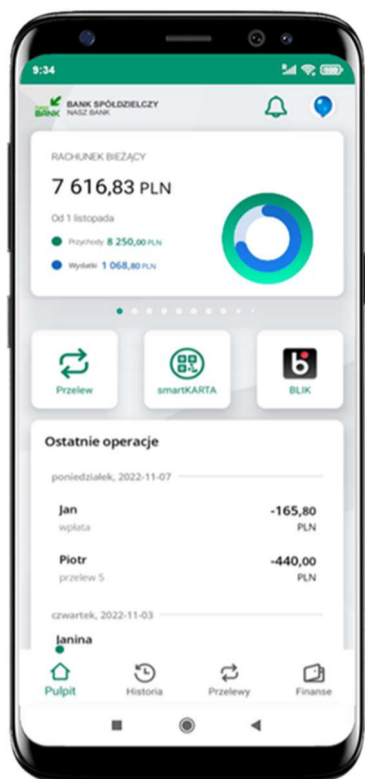 9:34
BANK SPÓŁDZIELCZY
BANK NASZ BANK
RACHUNEK BIEŻĄCY
7 616,83 PLN
Od 1 listopada
Przychody 8 250,00 PLN
Wydatki 1 068,80 PLN
Przelew
smartKARTA
BLIK
Ostatnie operacje
poniedziałek, 2022-11-07
Jan -165,80
wpłata PLN
Piotr -440,00
przelew 5 PLN
czwartek, 2022-11-03
Janina
Pulpit Historia Przelewy Finanse